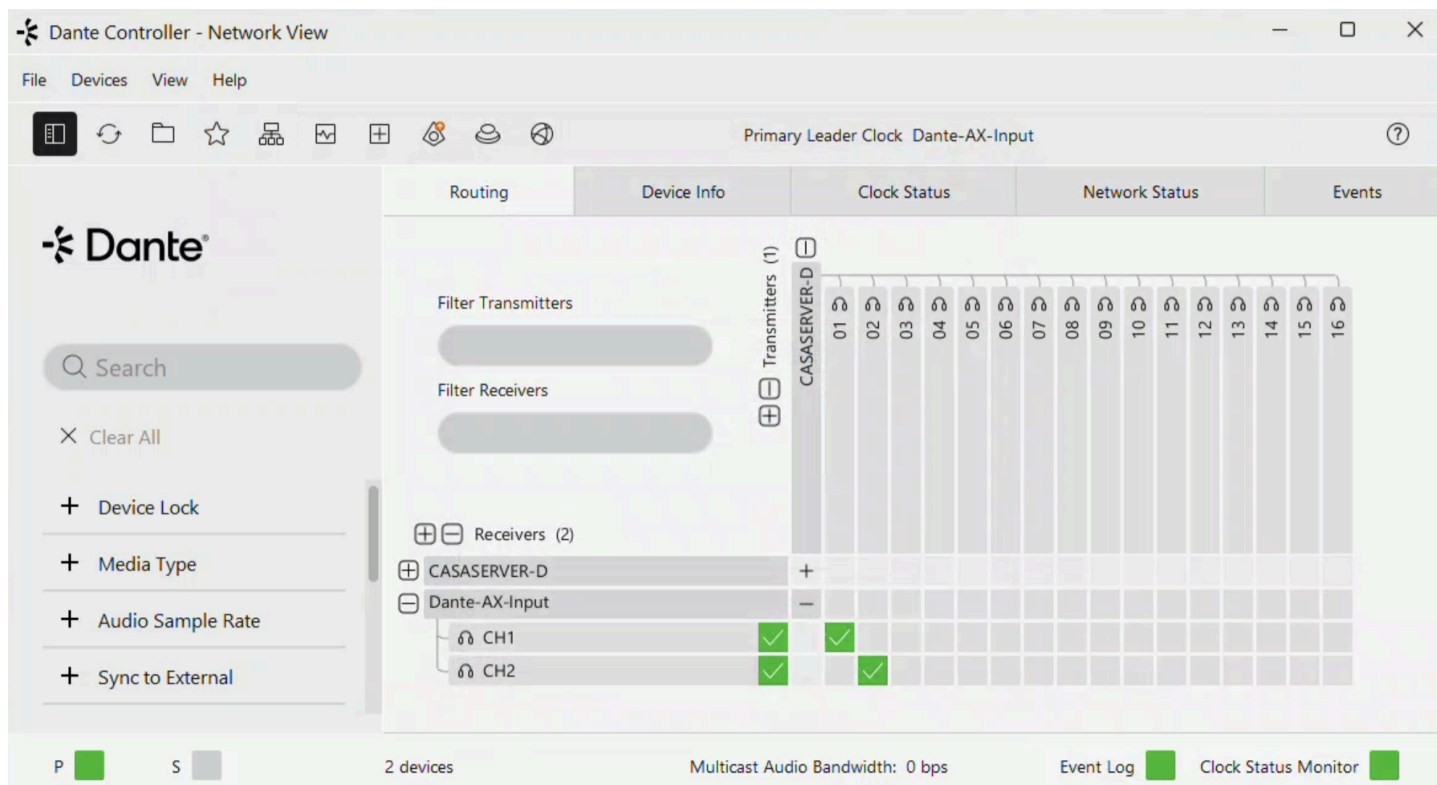 Dante Controller - Network View
File Devices View Help
Primary Leader Clock Dante-AX-Input
Routing Device Info Clock Status Network Status Events
Dante®
Search
Clear All
Device Lock
Media Type
Audio Sample Rate
Sync to External
Filter Transmitters
Filter Receivers
Transmitters (1)
CASASERVER-D
01 02 03 04 05 06 07 08 09 10 11 12 13 14 15 16
Receivers (2)
CASASERVER-D
Dante-AX-Input
CH1
CH2
P S 2 devices Multicast Audio Bandwidth: 0 bps Event Log Clock Status Monitor